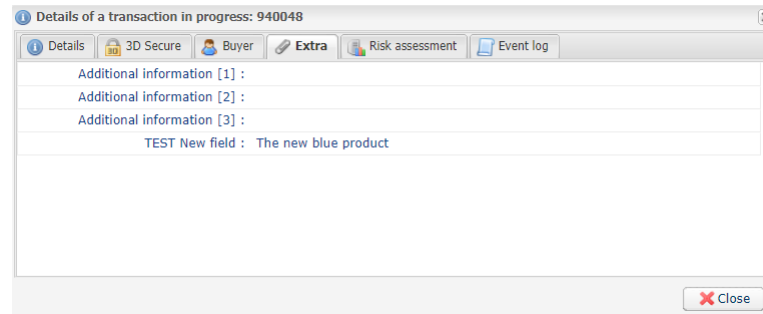 Details of a transaction in progress: 940048
Details 3D Secure Buyer Extra Risk assessment Event log
Additional information [1] :
Additional information [2] :
Additional information [3] :
TEST New field : The new blue product
Close